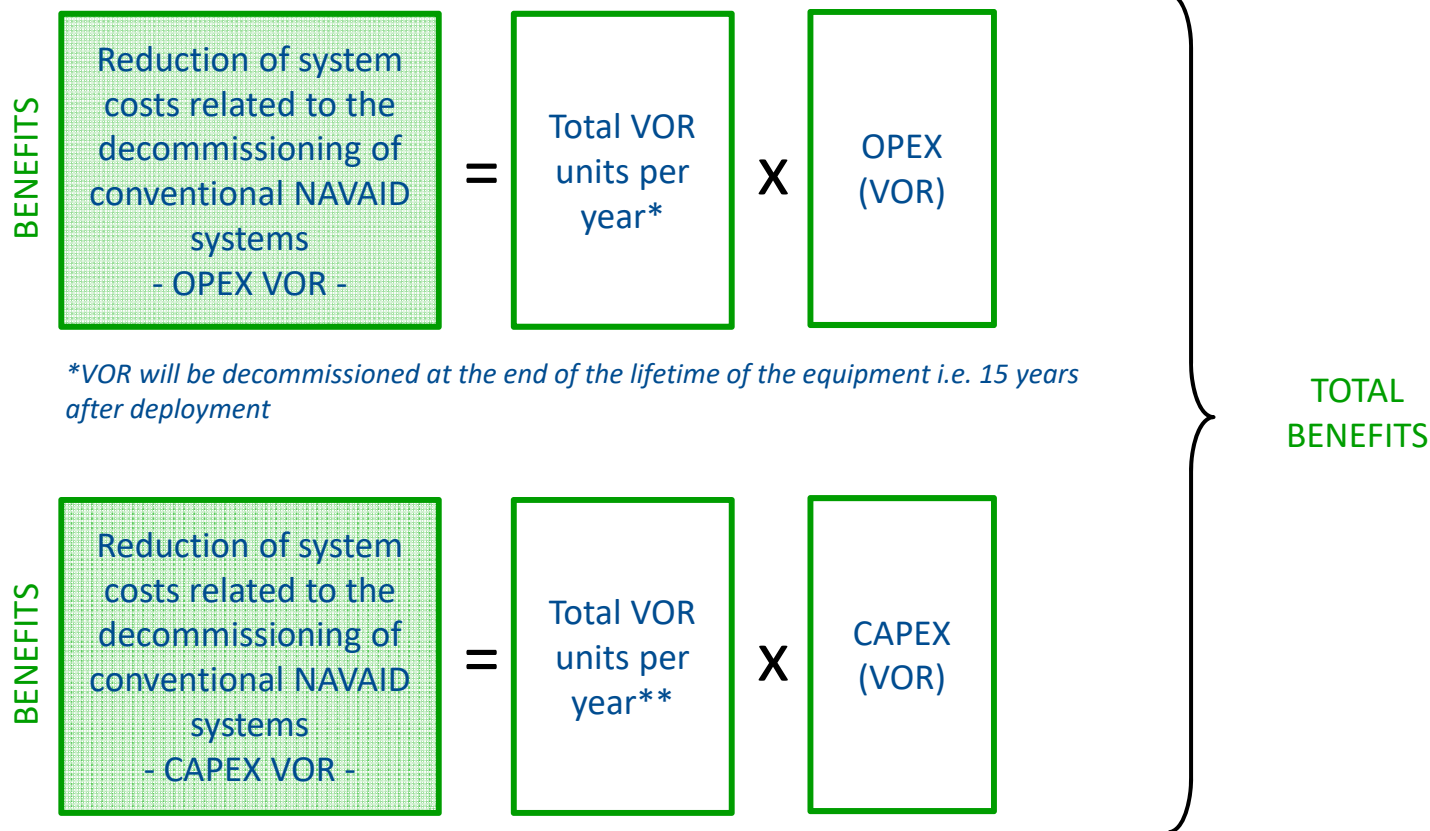 BENEFITS
Reduction of system
costs related to the
decommissioning of
conventional NAVAID
systems
- OPEX VOR -
=
Total VOR
units per
year*
x
OPEX
(VOR)
*VOR will be decommissioned at the end of the lifetime of the equipment i.e. 15 years
after deployment
TOTAL
BENEFITS
BENEFITS
Reduction of system
costs related to the
decommissioning of
conventional NAVAID
systems
- CAPEX VOR -
=
Total VOR
units per
year**
x
CAPEX
(VOR)